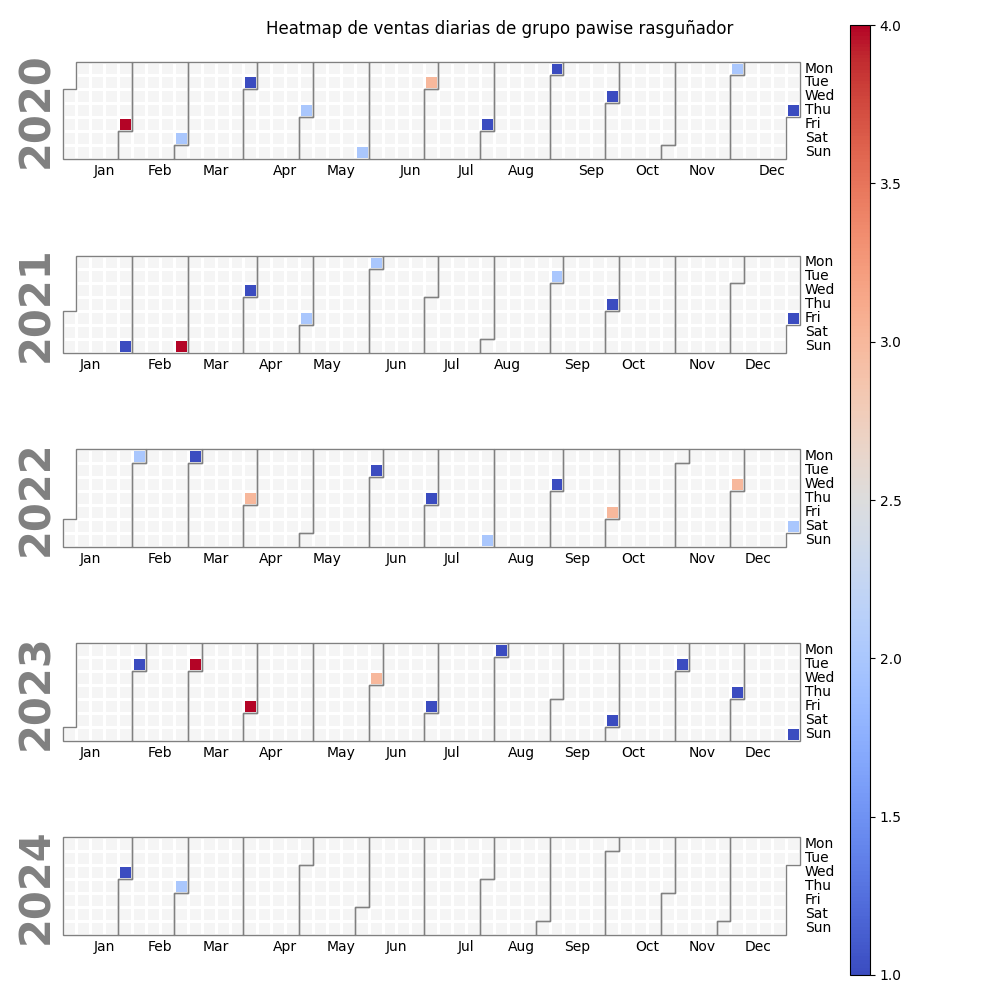 Heatmap de ventas diarias de grupo pawise rasguñador
2020
Mon
Tue
Wed
Thu
Fri
Sat
Sun
Jan Feb Mar Apr May Jun Jul Aug Sep Oct Nov Dec
2021
Mon
Tue
Wed
Thu
Fri
Sat
Sun
Jan Feb Mar Apr May Jun Jul Aug Sep Oct Nov Dec
2022
Mon
Tue
Wed
Thu
Fri
Sat
Sun
Jan Feb Mar Apr May Jun Jul Aug Sep Oct Nov Dec
2023
Mon
Tue
Wed
Thu
Fri
Sat
Sun
Jan Feb Mar Apr May Jun Jul Aug Sep Oct Nov Dec
2024
Mon
Tue
Wed
Thu
Fri
Sat
Sun
Jan Feb Mar Apr May Jun Jul Aug Sep Oct Nov Dec
4.0
3.5
3.0
2.5
2.0
1.5
1.0